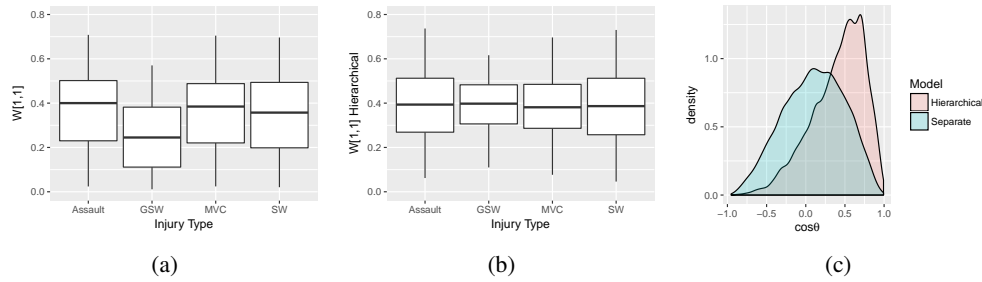 0.8
0.6
0.4
0.2
0.0
W[1,1]
Assault GSW MVC SW
Injury Type
(a)
0.8
0.6
0.4
0.2
0.0
W[1,1] Hierarchical
Assault GSW MVC SW
Injury Type
(b)
1.0
0.5
0.0
density
−1.0 −0.5 0.0 0.5 1.0
cosθ
Model
Hierarchical
Separate
(c)